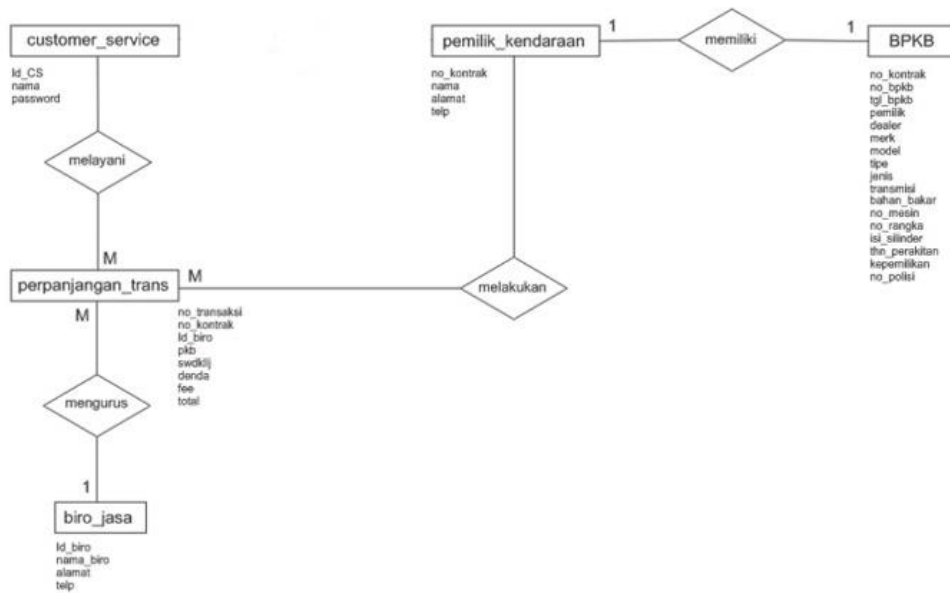 customer_service
Id_CS
nama
password
melayani
M
perpanjangan_trans
M
M
no_transaksi
no_kontrak
Id_biro
pkb
swdkllj
denda
fee
total
mengurus
1
biro_jasa
Id_biro
nama_biro
alamat
telp
pemilik_kendaraan
no_kontrak
nama
alamat
telp
melakukan
1
memiliki
1
BPKB
no_kontrak
no_bpkb
tgl_bpkb
pemilik
dealer
merk
model
tipe
jenis
transmisi
bahan_bakar
no_mesin
no_rangka
isi_silinder
thn_perakitan
kepemilikan
no_polisi